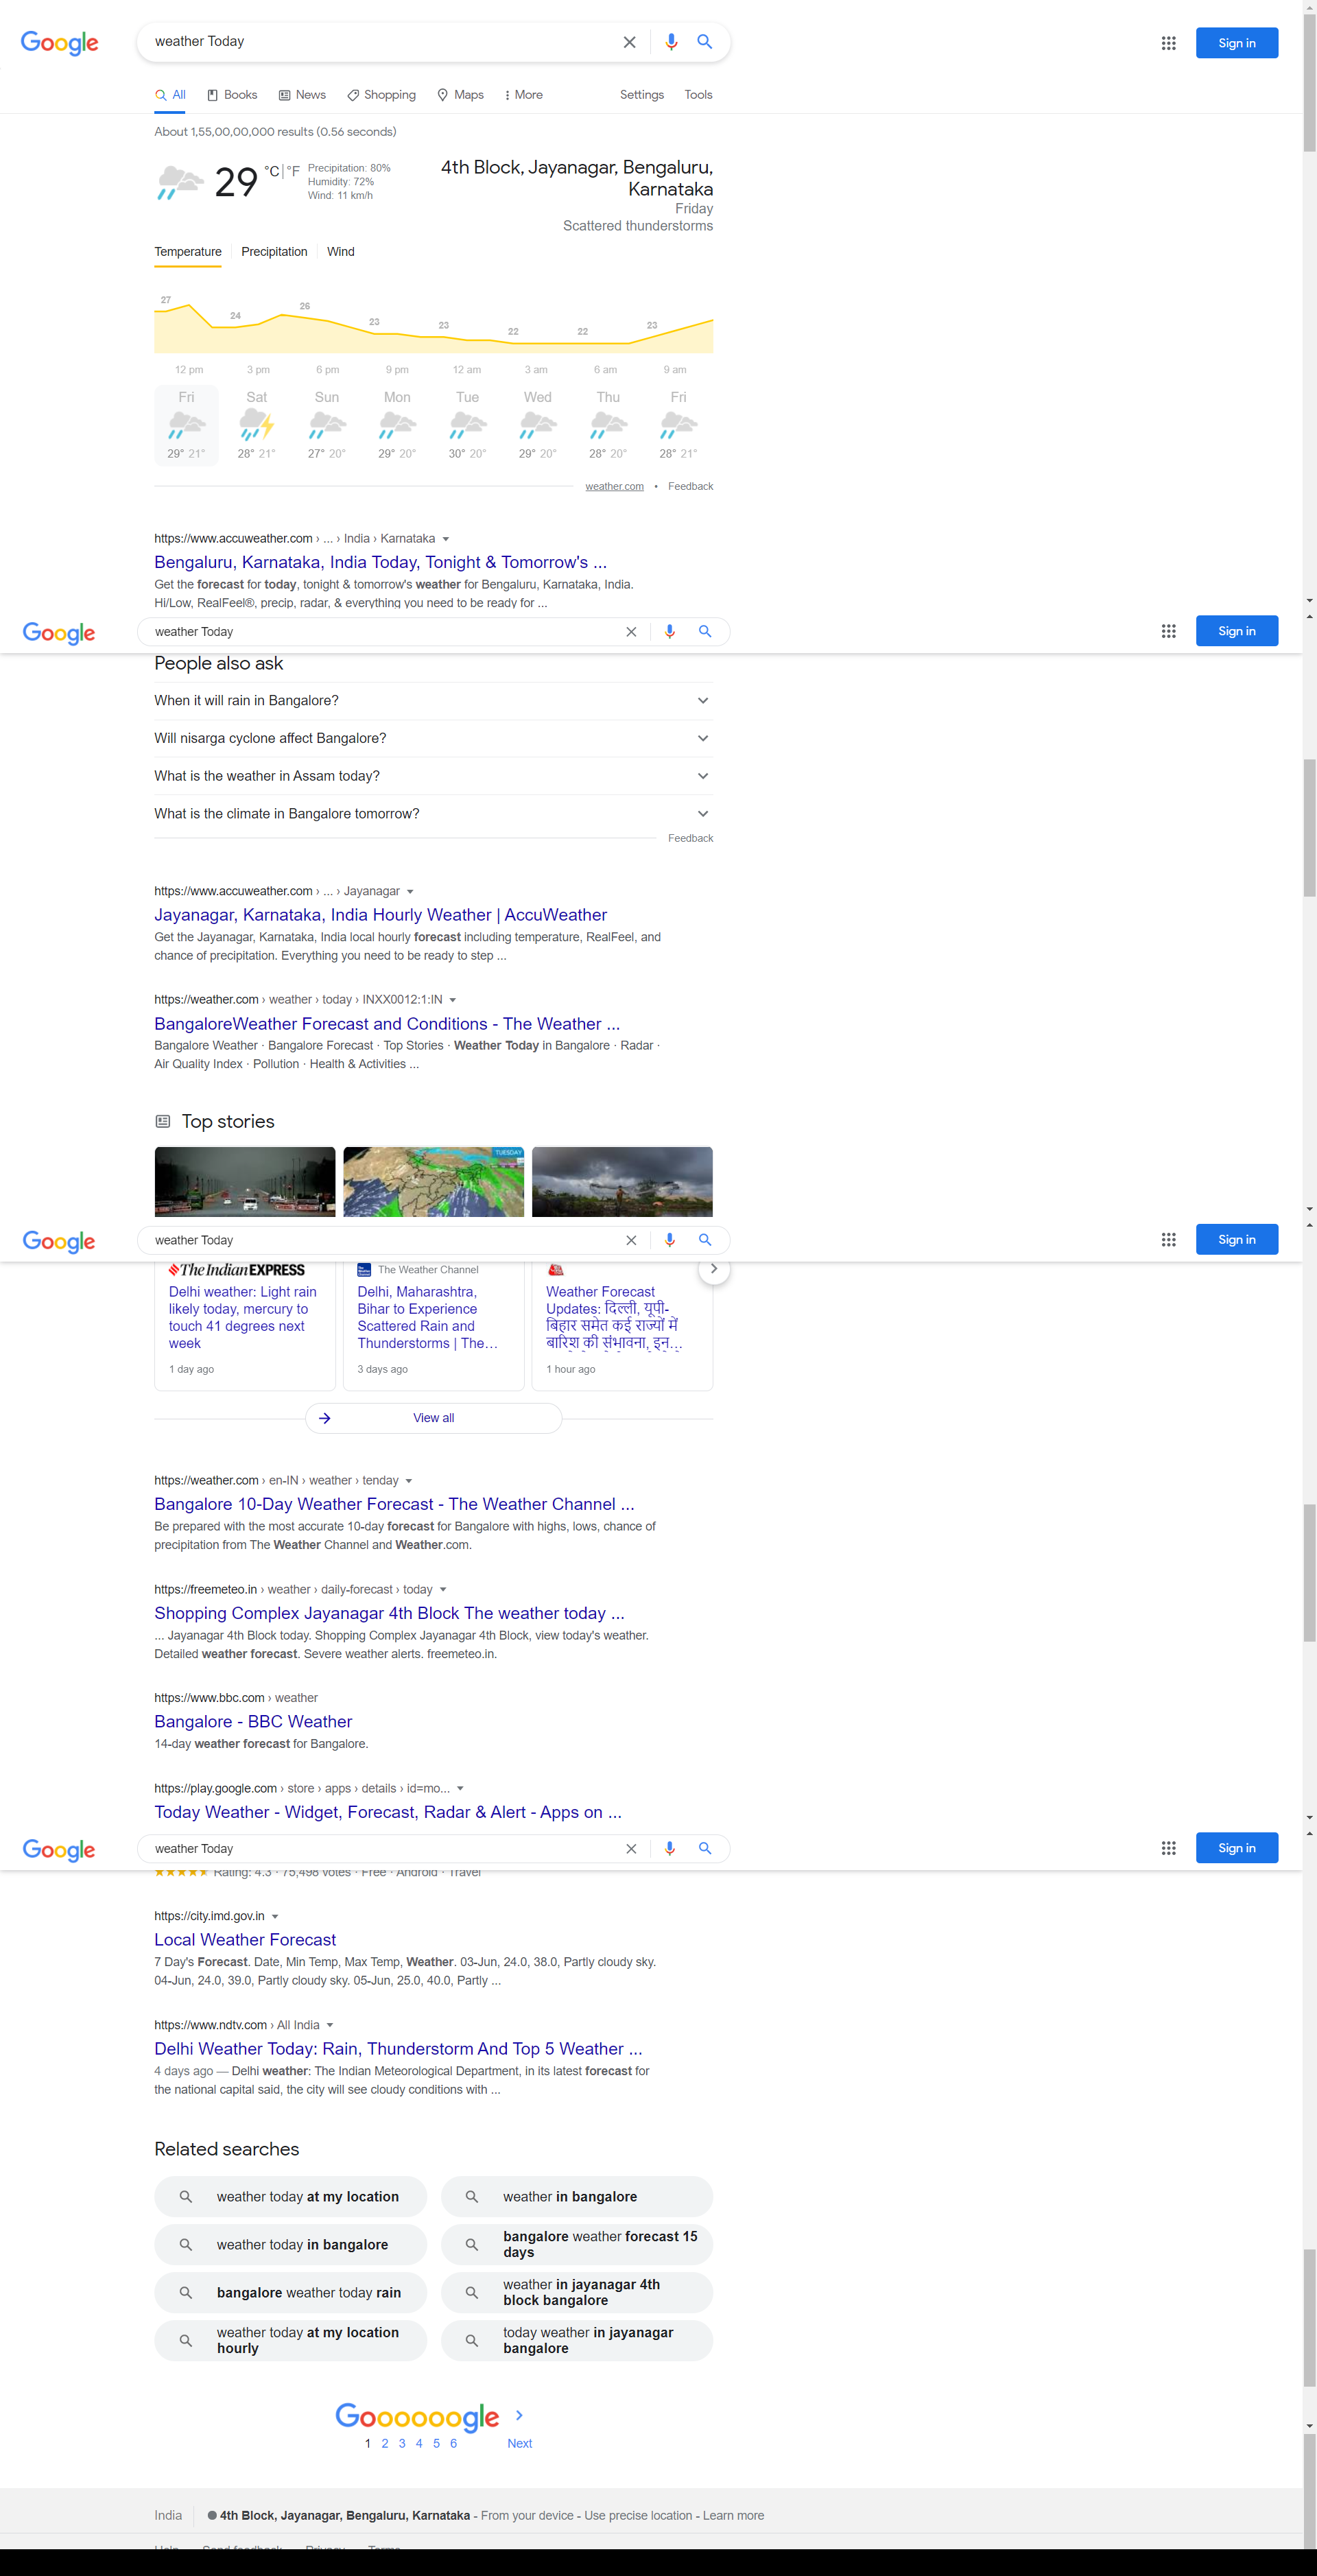 Google
weather Today
Sign in
All Books News Shopping Maps More Settings Tools
About 1,55,00,00,000 results (0.56 seconds)
29 °C|°F
Precipitation: 80%
Humidity: 72%
Wind: 11 km/h
4th Block, Jayanagar, Bengaluru,
Karnataka
Friday
Scattered thunderstorms
Temperature Precipitation Wind
27 24 26 23 23 22 22 23
12 pm 3 pm 6 pm 9 pm 12 am 3 am 6 am 9 am
Fri Sat Sun Mon Tue Wed Thu Fri
29° 21° 28° 21° 27° 20° 29° 20° 30° 20° 29° 20° 28° 20° 28° 21°
weather.com • Feedback
https://www.accuweather.com › ... › India › Karnataka
Bengaluru, Karnataka, India Today, Tonight & Tomorrow's ...
Get the forecast for today, tonight & tomorrow's weather for Bengaluru, Karnataka, India.
Hi/Low, RealFeel®, precip, radar, & everything you need to be ready for ...
Google
weather Today
Sign in
People also ask
When it will rain in Bangalore?
Will nisarga cyclone affect Bangalore?
What is the weather in Assam today?
What is the climate in Bangalore tomorrow?
Feedback
https://www.accuweather.com › ... › Jayanagar
Jayanagar, Karnataka, India Hourly Weather | AccuWeather
Get the Jayanagar, Karnataka, India local hourly forecast including temperature, RealFeel, and
chance of precipitation. Everything you need to be ready to step ...
https://weather.com › weather › today › INXX0012:1:IN
BangaloreWeather Forecast and Conditions - The Weather ...
Bangalore Weather · Bangalore Forecast · Top Stories · Weather Today in Bangalore · Radar ·
Air Quality Index · Pollution · Health & Activities ...
Top stories
TUESDAY
Google
weather Today
Sign in
The Indian EXPRESS
Delhi weather: Light rain
likely today, mercury to
touch 41 degrees next
week
1 day ago
The Weather Channel
Delhi, Maharashtra,
Bihar to Experience
Scattered Rain and
Thunderstorms | The...
3 days ago
Weather Forecast
Updates: दिल्ली, यूपी-
बिहार समेत कई राज्यों में
बारिश की संभावना, इन...
1 hour ago
View all
https://weather.com › en-IN › weather › tenday
Bangalore 10-Day Weather Forecast - The Weather Channel ...
Be prepared with the most accurate 10-day forecast for Bangalore with highs, lows, chance of
precipitation from The Weather Channel and Weather.com.
https://freemeteo.in › weather › daily-forecast › today
Shopping Complex Jayanagar 4th Block The weather today ...
... Jayanagar 4th Block today. Shopping Complex Jayanagar 4th Block, view today's weather.
Detailed weather forecast. Severe weather alerts. freemeteo.in.
https://www.bbc.com › weather
Bangalore - BBC Weather
14-day weather forecast for Bangalore.
https://play.google.com › store › apps › details › id=mo...
Today Weather - Widget, Forecast, Radar & Alert - Apps on ...
Google
weather Today
Sign in
Rating: 4.3 · 75,498 votes · Free · Android · Travel
https://city.imd.gov.in
Local Weather Forecast
7 Day's Forecast. Date, Min Temp, Max Temp, Weather. 03-Jun, 24.0, 38.0, Partly cloudy sky.
04-Jun, 24.0, 39.0, Partly cloudy sky. 05-Jun, 25.0, 40.0, Partly ...
https://www.ndtv.com › All India
Delhi Weather Today: Rain, Thunderstorm And Top 5 Weather ...
4 days ago — Delhi weather: The Indian Meteorological Department, in its latest forecast for
the national capital said, the city will see cloudy conditions with ...
Related searches
weather today at my location
weather in bangalore
weather today in bangalore
bangalore weather forecast 15
days
bangalore weather today rain
weather in jayanagar 4th
block bangalore
weather today at my location
hourly
today weather in jayanagar
bangalore
Goooooogle
1 2 3 4 5 6 Next
India 4th Block, Jayanagar, Bengaluru, Karnataka - From your device - Use precise location - Learn more
Help Send feedback Privacy Terms